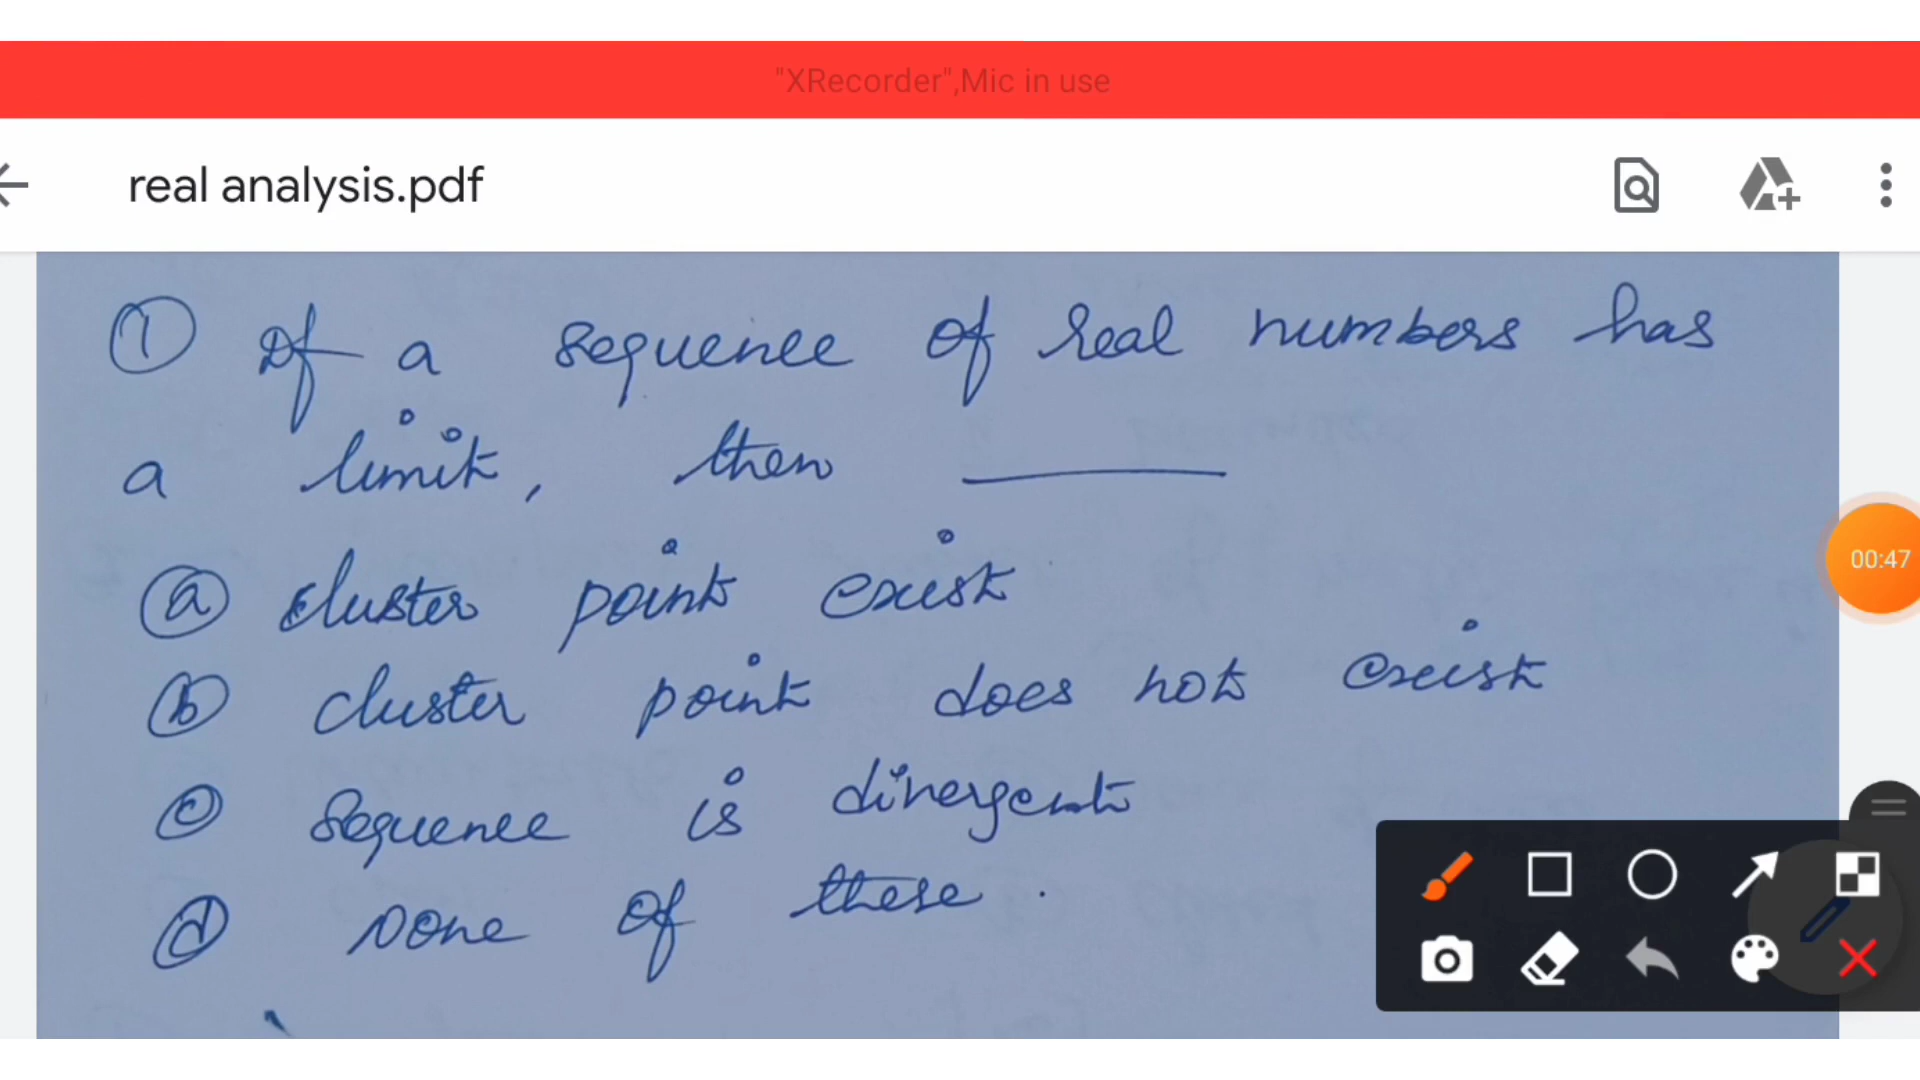 "XRecorder",Mic in use
real analysis.pdf
① If a sequence of real numbers has
a limit, then ______
ⓐ cluster point exist
ⓑ cluster point does not exist
00:47
ⓒ sequence is divergent
ⓓ none of these.